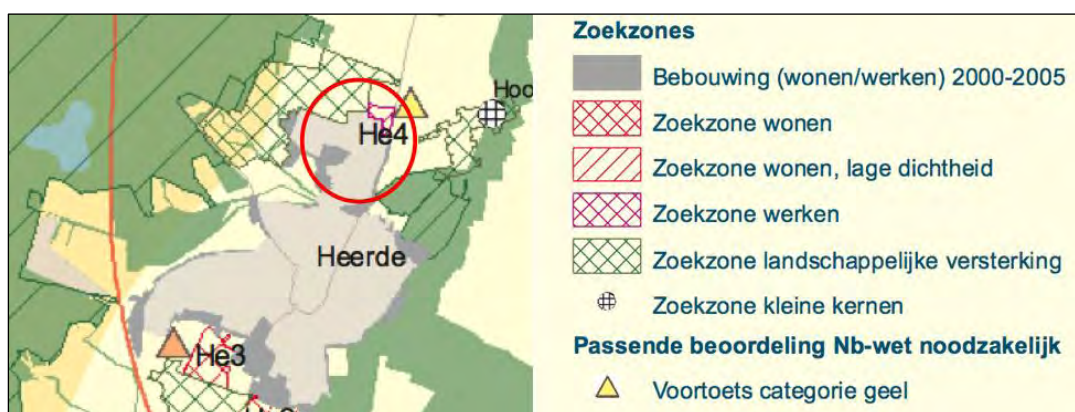 Hoo
He4
Heerde
He3
Zoekzones
Bebouwing (wonen/werken) 2000-2005
Zoekzone wonen
Zoekzone wonen, lage dichtheid
Zoekzone werken
Zoekzone landschappelijke versterking
Zoekzone kleine kernen
Passende beoordeling Nb-wet noodzakelijk
Voortoets categorie geel